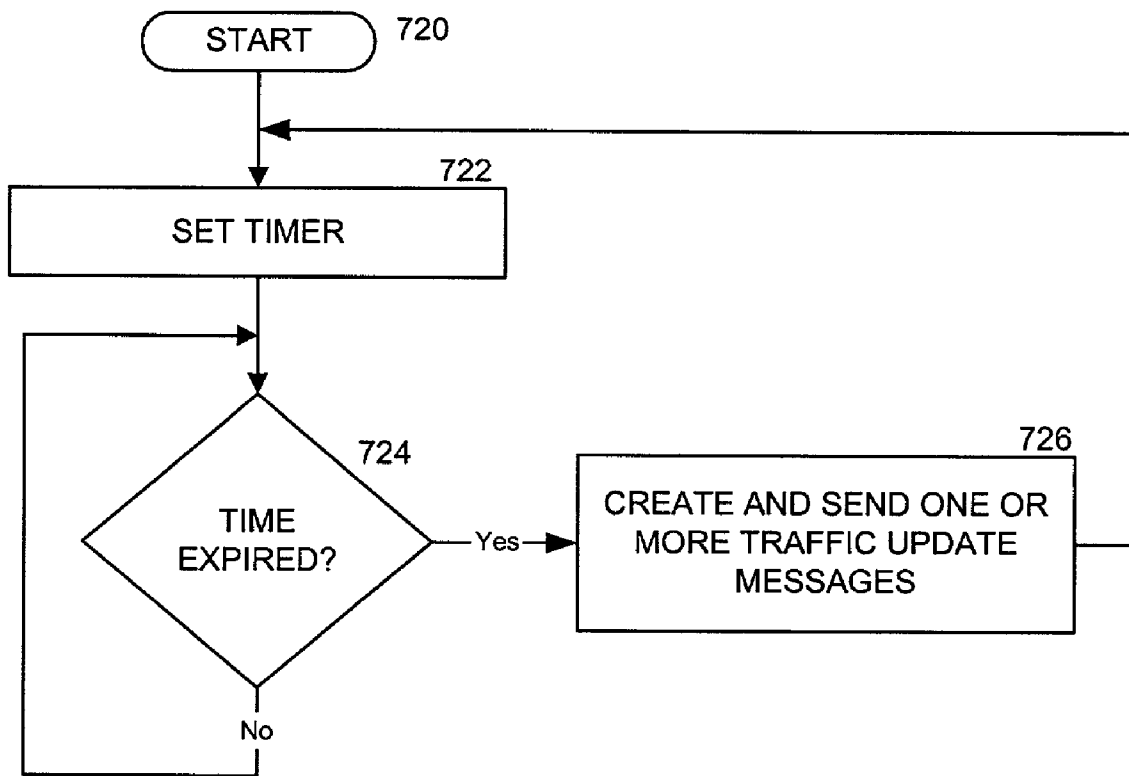 START
720
722
SET TIMER
724
TIME
EXPIRED?
Yes
726
CREATE AND SEND ONE OR
MORE TRAFFIC UPDATE
MESSAGES
No